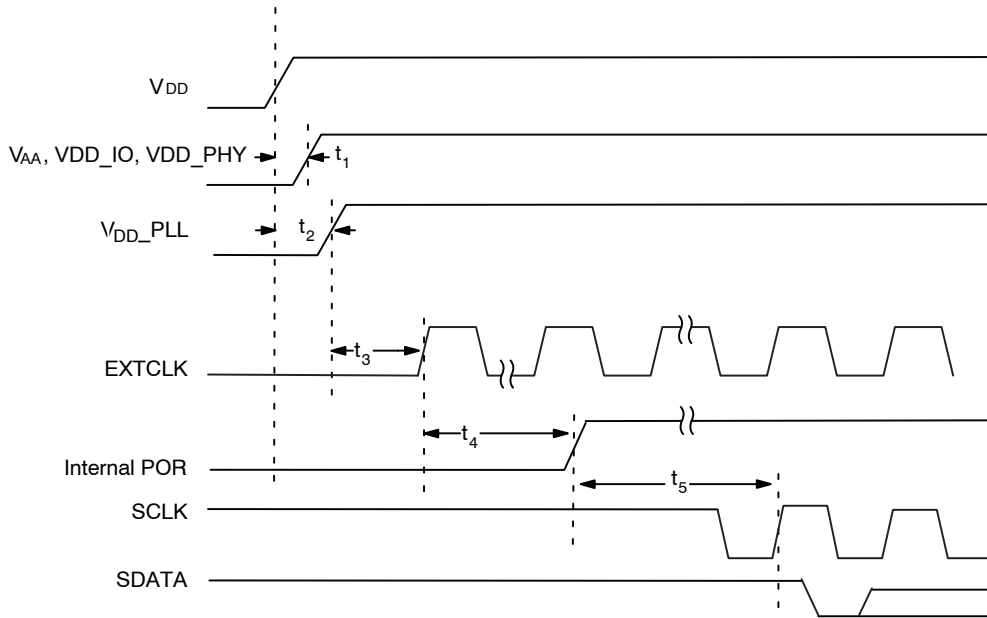 VDD
VAA, VDD_IO, VDD_PHY
t1
VDD_PLL
t2
t3
EXTCLK
t4
Internal POR
t5
SCLK
SDATA